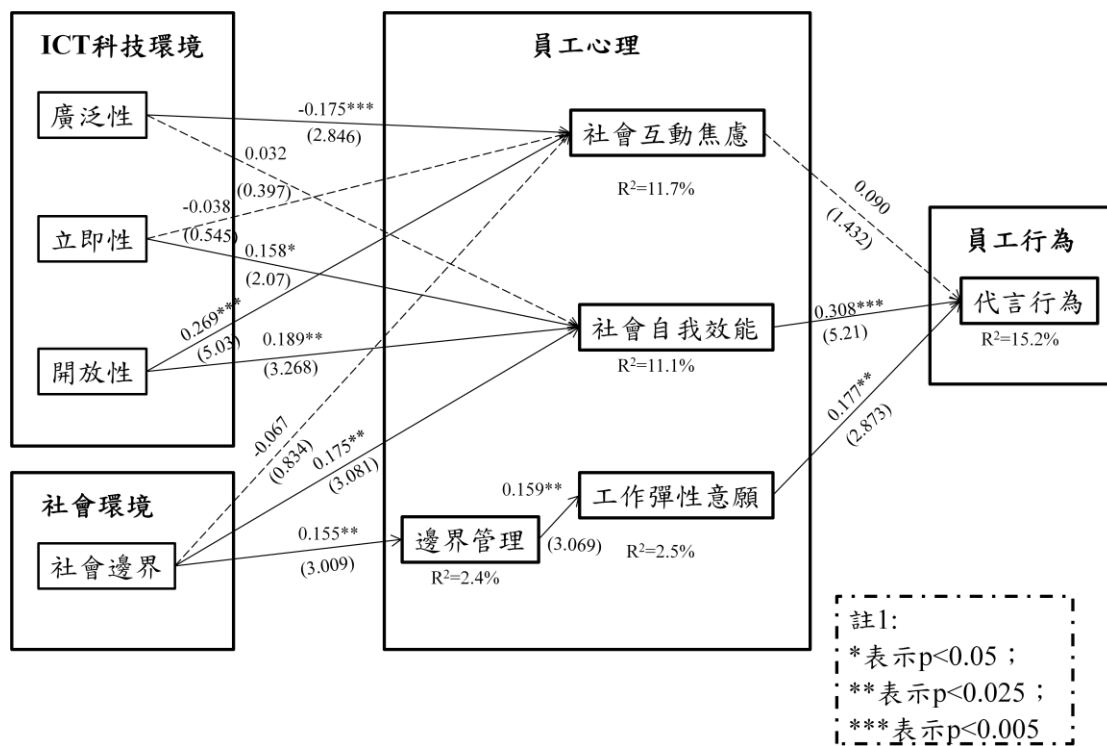 ICT科技環境
廣泛性
立即性
開放性
社會環境
社會邊界
-0.175***
(2.846)
0.032
(0.397)
-0.038
(0.545)
0.158*
(2.07)
0.269***
(5.03)
0.189**
(3.268)
-0.067
(0.834)
0.175**
(3.081)
0.155**
(3.009)
員工心理
社會互動焦慮
R²=11.7%
社會自我效能
R²=11.1%
邊界管理
R²=2.4%
0.159**
(3.069)
工作彈性意願
R²=2.5%
0.090
(1.432)
0.308***
(5.21)
0.177**
(2.873)
員工行為
代言行為
R²=15.2%
註1:
*表示p<0.05；
**表示p<0.025；
***表示p<0.005